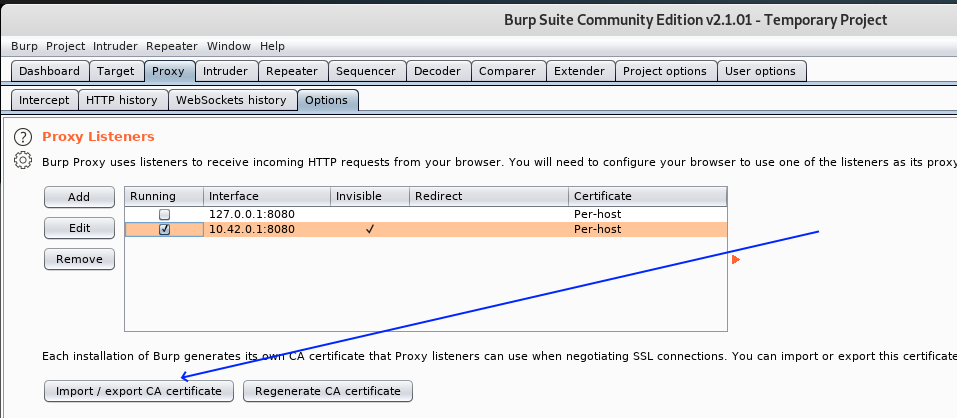 Burp Suite Community Edition v2.1.01 - Temporary Project
Burp Project Intruder Repeater Window Help
Dashboard Target Proxy Intruder Repeater Sequencer Decoder Comparer Extender Project options User options
Intercept HTTP history WebSockets history Options
? Proxy Listeners
Burp Proxy uses listeners to receive incoming HTTP requests from your browser. You will need to configure your browser to use one of the listeners as its proxy
Add Running Interface Invisible Redirect Certificate
127.0.0.1:8080 Per-host
Edit 10.42.0.1:8080 ✓ Per-host
Remove
Each installation of Burp generates its own CA certificate that Proxy listeners can use when negotiating SSL connections. You can import or export this certificate
Import / export CA certificate Regenerate CA certificate